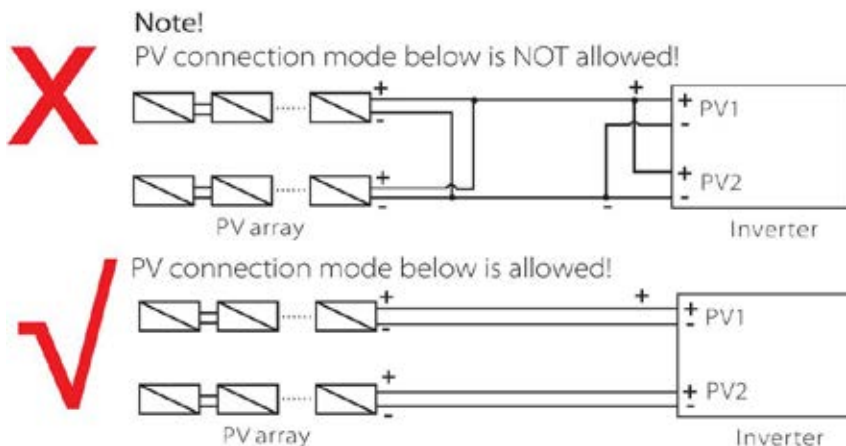 Note!
PV connection mode below is NOT allowed!
+ + + PV1
- -
+ + PV2
- - -
PV array Inverter
PV connection mode below is allowed!
+ + + PV1
- -
+ + PV2
- -
PV array Inverter